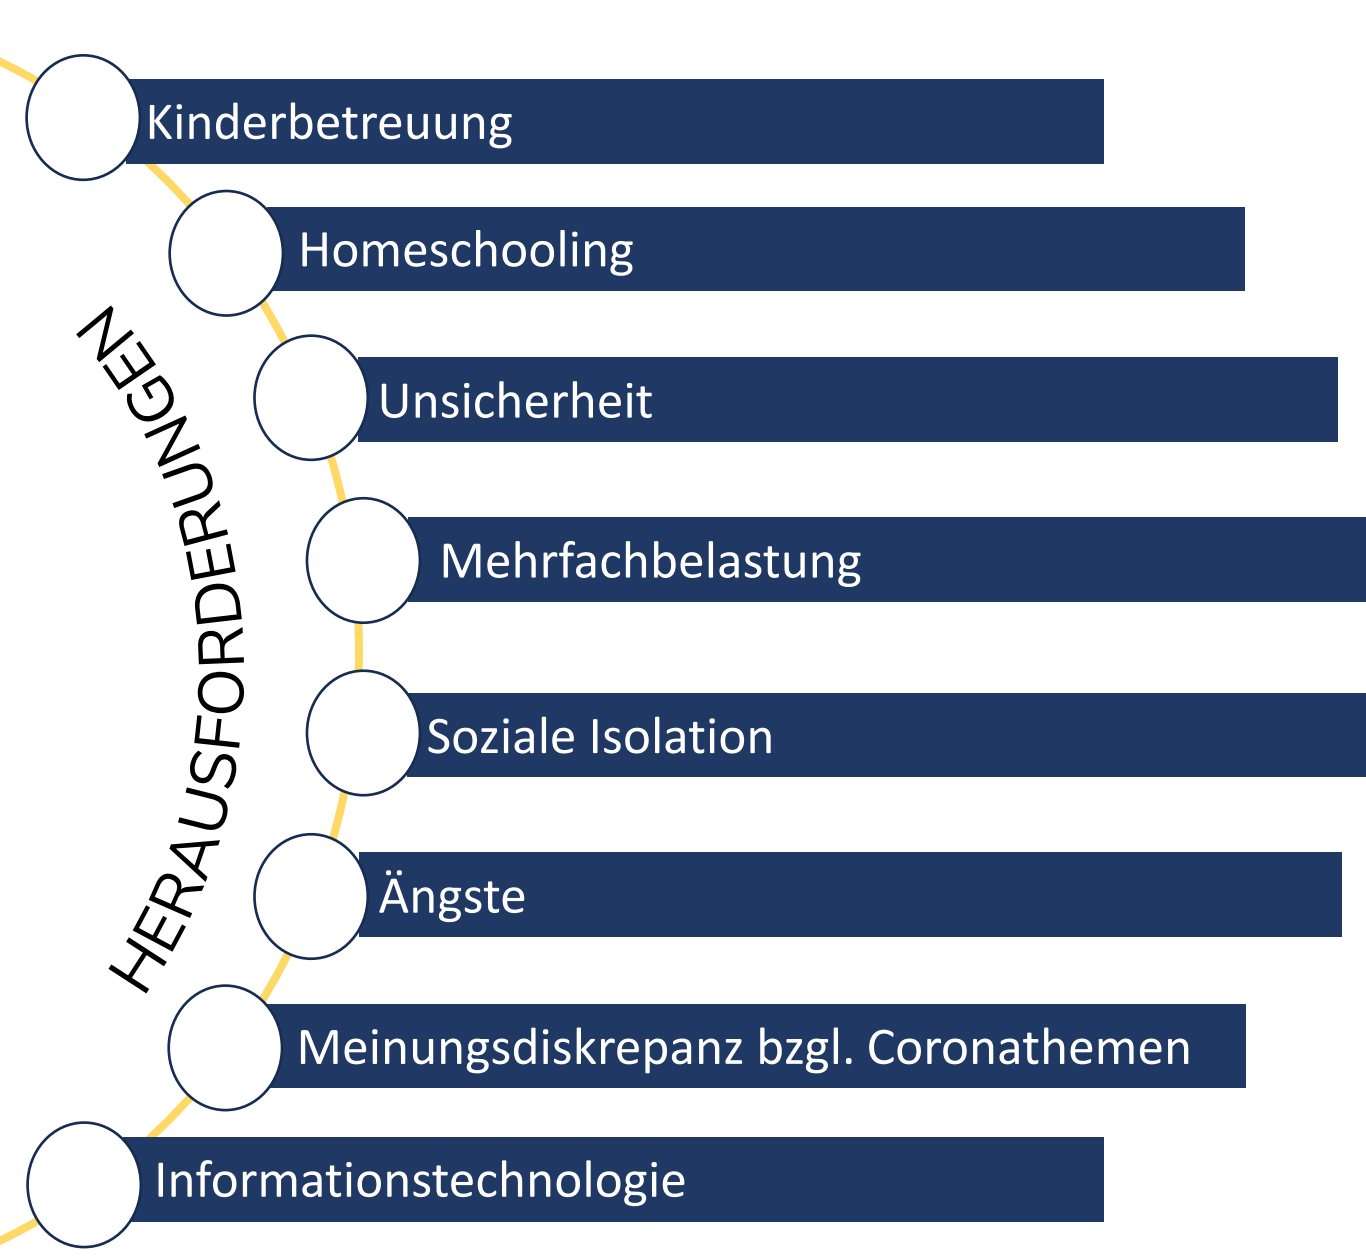 HERAUSFORDERUNGEN
Kinderbetreuung
Homeschooling
Unsicherheit
Mehrfachbelastung
Soziale Isolation
Ängste
Meinungsdiskrepanz bzgl. Coronathemen
Informationstechnologie